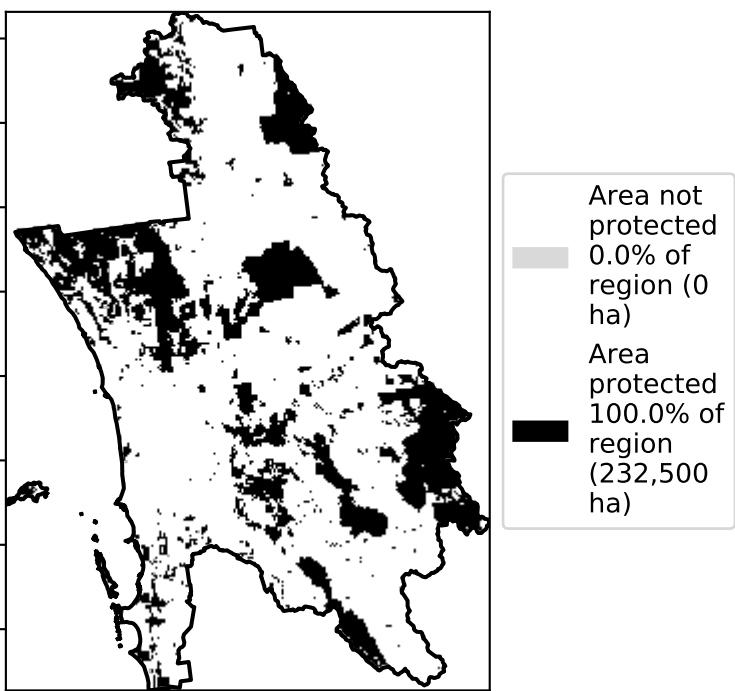 Area not
protected
0.0% of
region (0
ha)
Area
protected
100.0% of
region
(232,500
ha)